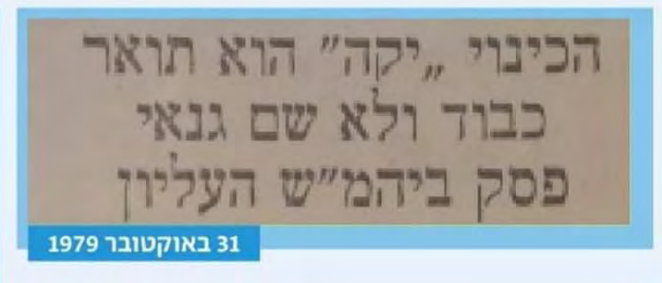 הכינוי „יקה״ הוא תואר
כבוד ולא שם גנאי
פסק ביהמ״ש העליון
31 באוקטובר 1979